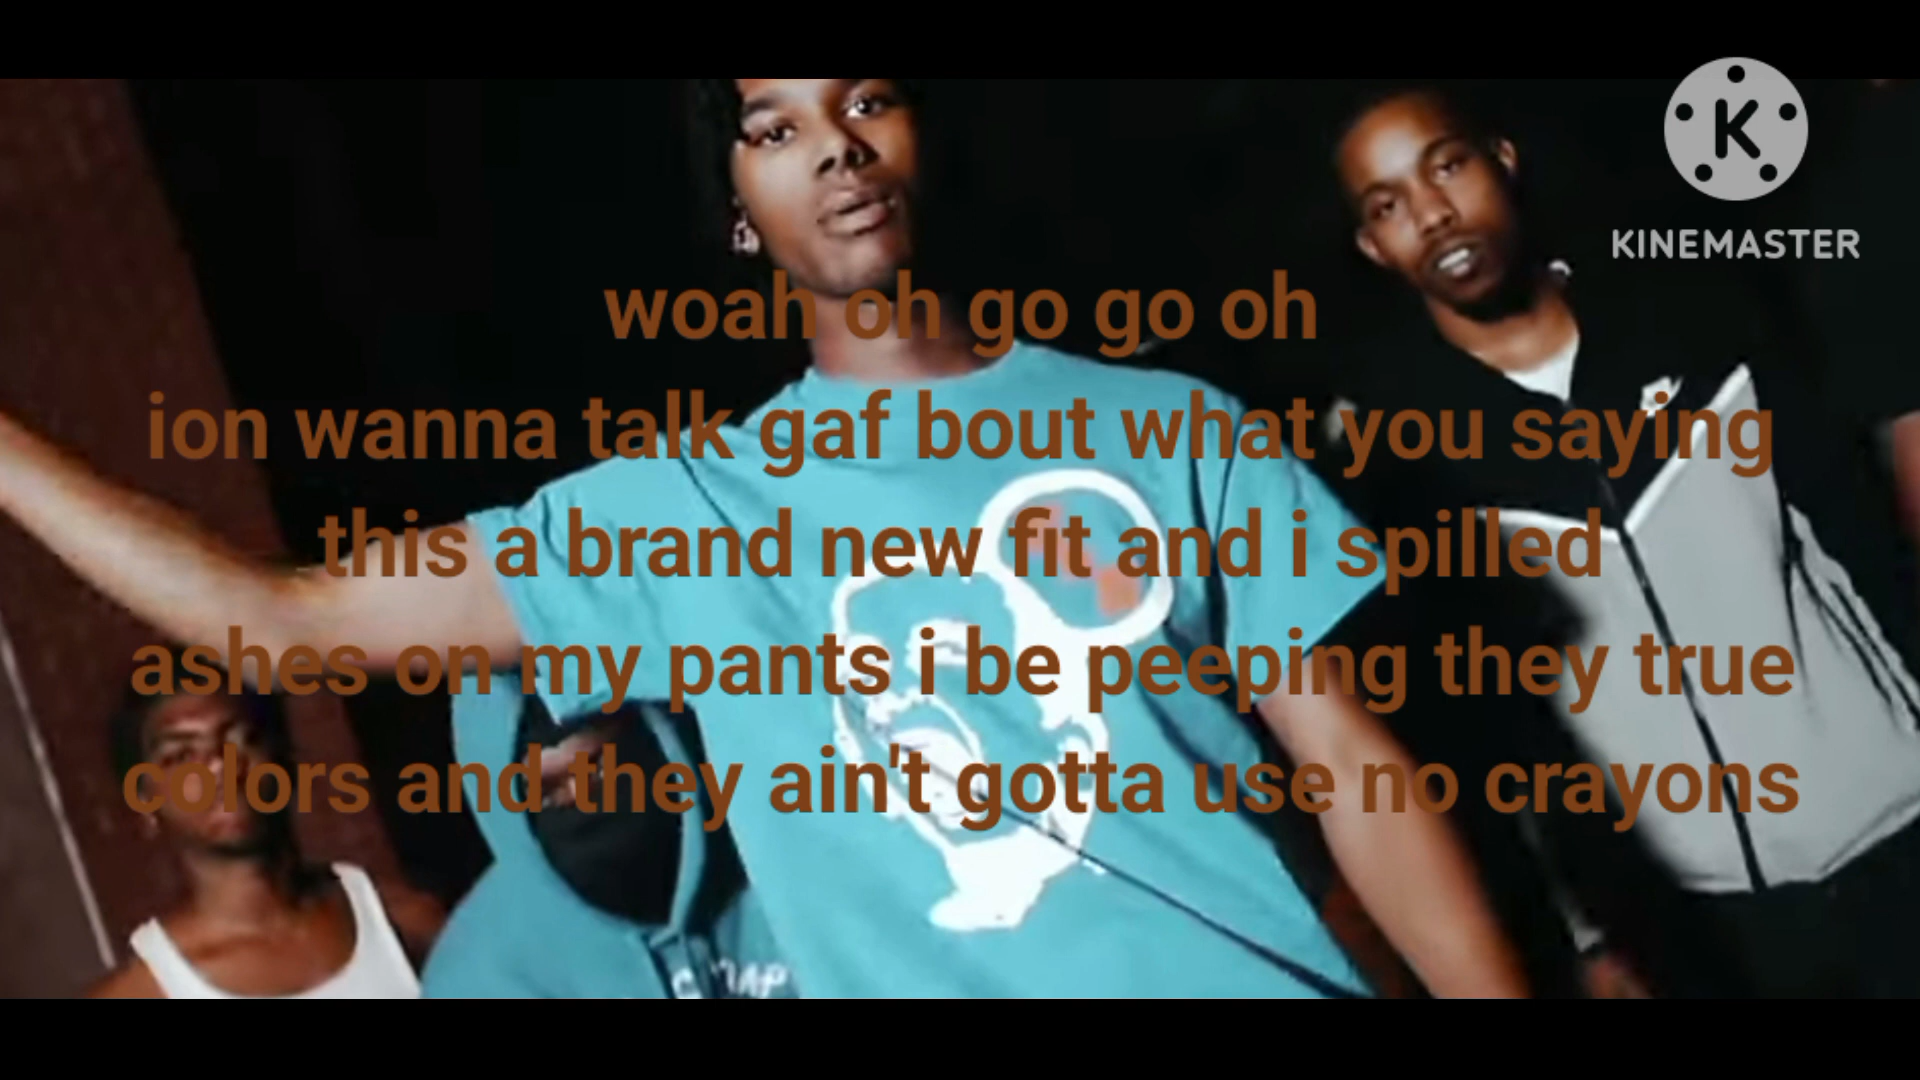 K
KINEMASTER
woah oh go go oh
ion wanna talk gaf bout what you saying
this a brand new fit and i spilled
ashes on my pants i be peeping they true
colors and they ain't gotta use no crayons